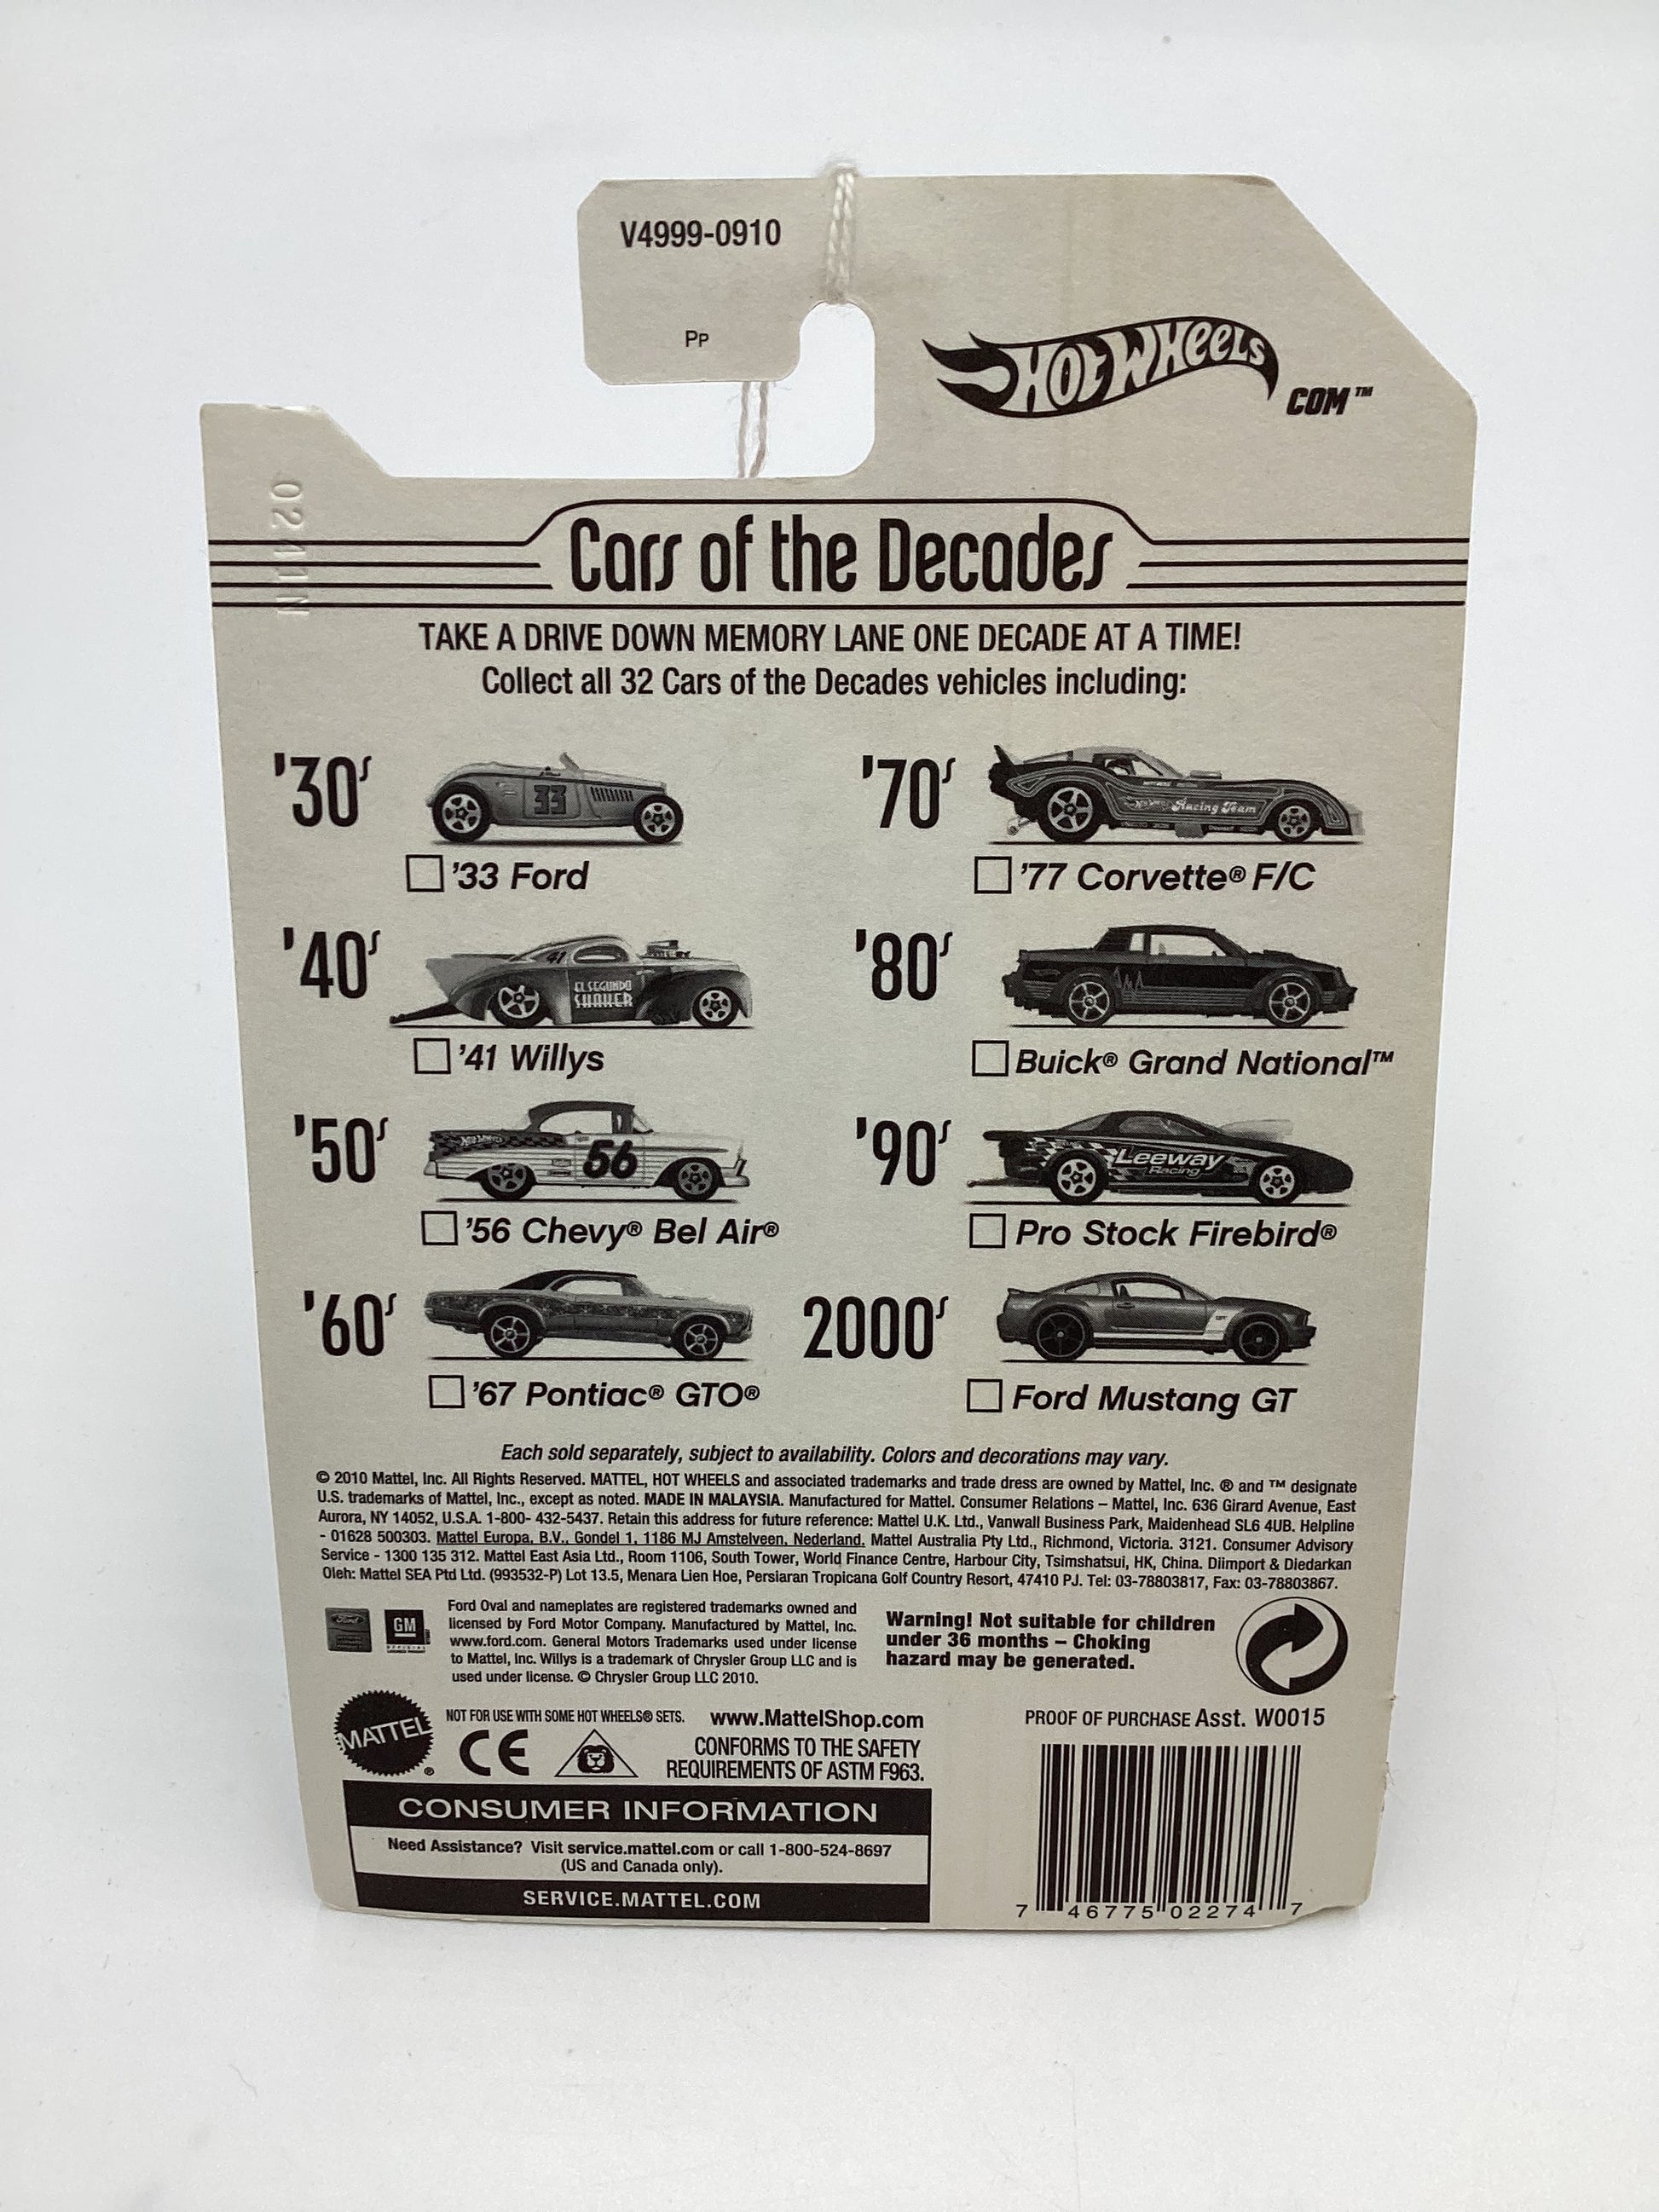 V4999-0910
PP
HOT WHEELS
COM™
Cars of the Decades
TAKE A DRIVE DOWN MEMORY LANE ONE DECADE AT A TIME!
Collect all 32 Cars of the Decades vehicles including:
'30s
33
'33 Ford
'40s
41
EL SEGUNDO
SHAKER
'41 Willys
'50s
HOT WHEELS
56
'56 Chevy® Bel Air®
'60s
'67 Pontiac® GTO®
'70s
Hot Wheels Racing Team
'77 Corvette® F/C
'80s
Buick® Grand National™
'90s
Leeway
Racing
Pro Stock Firebird®
2000s
GT
Ford Mustang GT
Each sold separately, subject to availability. Colors and decorations may vary.
© 2010 Mattel, Inc. All Rights Reserved. MATTEL, HOT WHEELS and associated trademarks and trade dress are owned by Mattel, Inc. ® and ™ designate
U.S. trademarks of Mattel, Inc., except as noted. MADE IN MALAYSIA. Manufactured for Mattel. Consumer Relations – Mattel, Inc. 636 Girard Avenue, East
Aurora, NY 14052, U.S.A. 1-800- 432-5437. Retain this address for future reference: Mattel U.K. Ltd., Vanwall Business Park, Maidenhead SL6 4UB. Helpline
- 01628 500303. Mattel Europa, B.V., Gondel 1, 1186 MJ Amstelveen, Nederland. Mattel Australia Pty Ltd., Richmond, Victoria. 3121. Consumer Advisory
Service - 1300 135 312. Mattel East Asia Ltd., Room 1106, South Tower, World Finance Centre, Harbour City, Tsimshatsui, HK, China. Diimport & Diedarkan
Oleh: Mattel SEA Ptd Ltd. (993532-P) Lot 13.5, Menara Lien Hoe, Persiaran Tropicana Golf Country Resort, 47410 PJ. Tel: 03-78803817, Fax: 03-78803867.
Ford
GM
Ford Oval and nameplates are registered trademarks owned and
licensed by Ford Motor Company. Manufactured by Mattel, Inc.
www.ford.com. General Motors Trademarks used under license
to Mattel, Inc. Willys is a trademark of Chrysler Group LLC and is
used under license. © Chrysler Group LLC 2010.
Warning! Not suitable for children
under 36 months – Choking
hazard may be generated.
MATTEL®
NOT FOR USE WITH SOME HOT WHEELS® SETS.
CE
www.MattelShop.com
CONFORMS TO THE SAFETY
REQUIREMENTS OF ASTM F963.
PROOF OF PURCHASE Asst. W0015
CONSUMER INFORMATION
Need Assistance? Visit service.mattel.com or call 1-800-524-8697
(US and Canada only).
SERVICE.MATTEL.COM
7 46775 02274 7